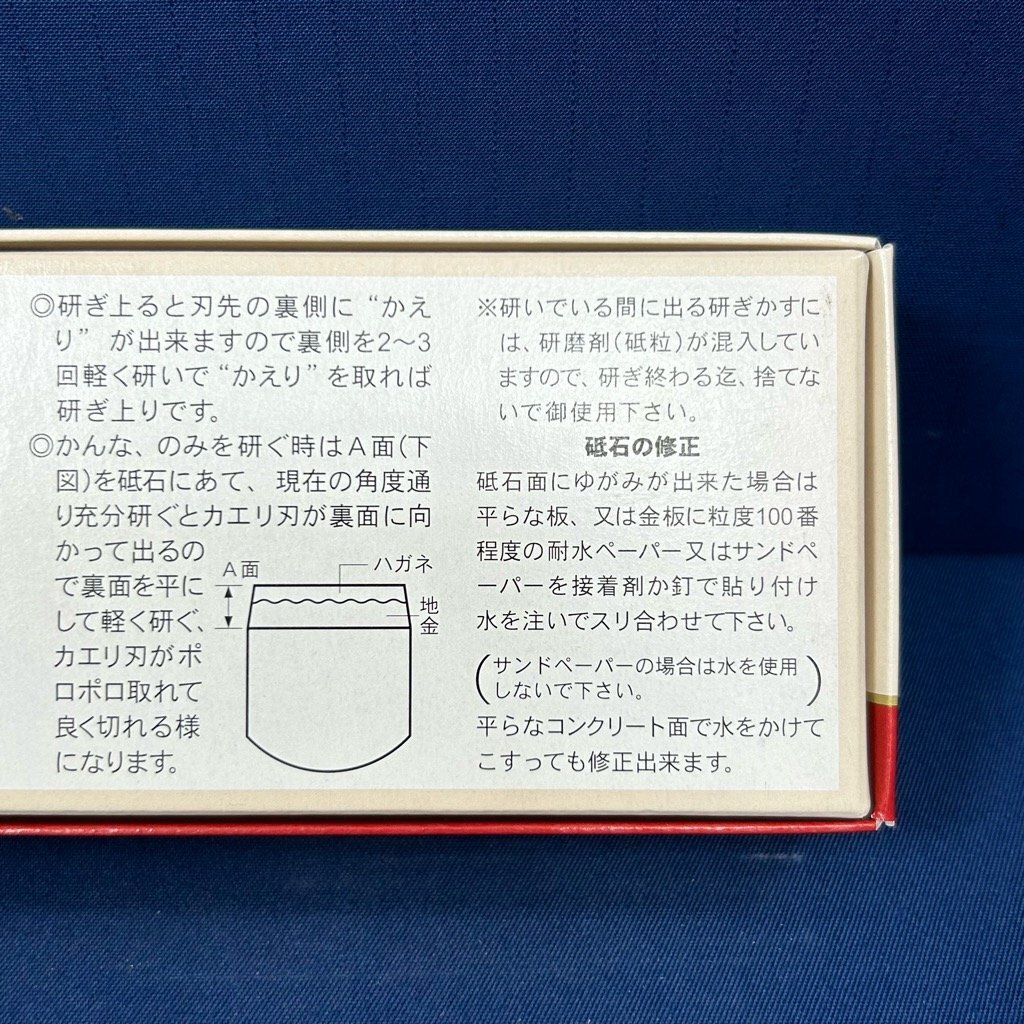 ◎研ぎ上ると刃先の裏側に“かえ
り”が出来ますので裏側を2〜3
回軽く研いで“かえり”を取れば
研ぎ上りです。
◎かんな、のみを研ぐ時はA面(下
図)を砥石にあて、現在の角度通
り充分研ぐとカエリ刃が裏面に向
かって出るの
で裏面を平に
して軽く研ぐ、
カエリ刃がポ
ロポロ取れて
良く切れる様
になります。
A面
ハガネ
地
金
※研いでいる間に出る研ぎかすに
は、研磨剤(砥粒)が混入してい
ますので、研ぎ終わる迄、捨てな
いで御使用下さい。
砥石の修正
砥石面にゆがみが出来た場合は
平らな板、又は金板に粒度100番
程度の耐水ペーパー又はサンドペ
ーパーを接着剤か釘で貼り付け
水を注いでスリ合わせて下さい。
(サンドペーパーの場合は水を使用
しないで下さい。)
平らなコンクリート面で水をかけて
こすっても修正出来ます。